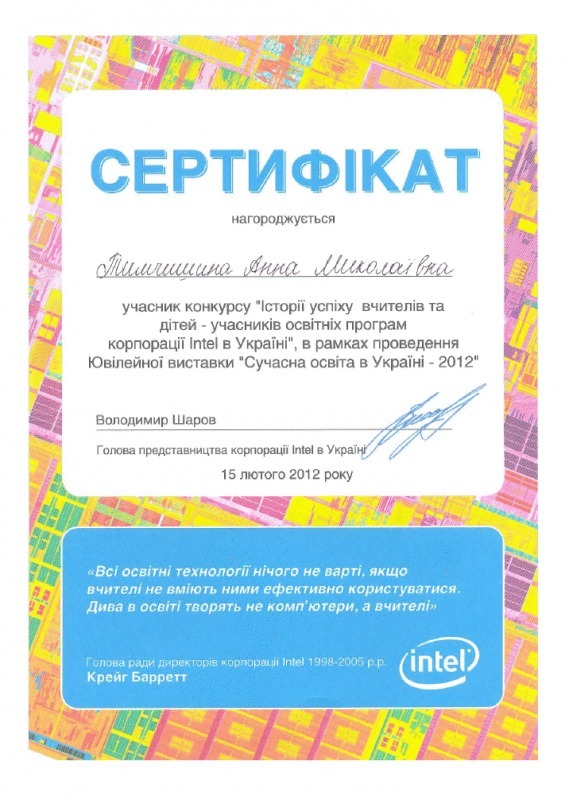 СЕРТИФІКАТ
нагороджується
Тимчишина Анна Миколаївна
учасник конкурсу "Історії успіху вчителів та
дітей - учасників освітніх програм
корпорації Intel в Україні", в рамках проведення
Ювілейної виставки "Сучасна освіта в Україні - 2012"
Володимир Шаров
Голова представництва корпорації Intel в Україні
15 лютого 2012 року
«Всі освітні технології нічого не варті, якщо
вчителі не вміють ними ефективно користуватися.
Дива в освіті творять не комп'ютери, а вчителі»
Голова ради директорів корпорації Intel 1998-2005 р.р.
Крейг Барретт
intel